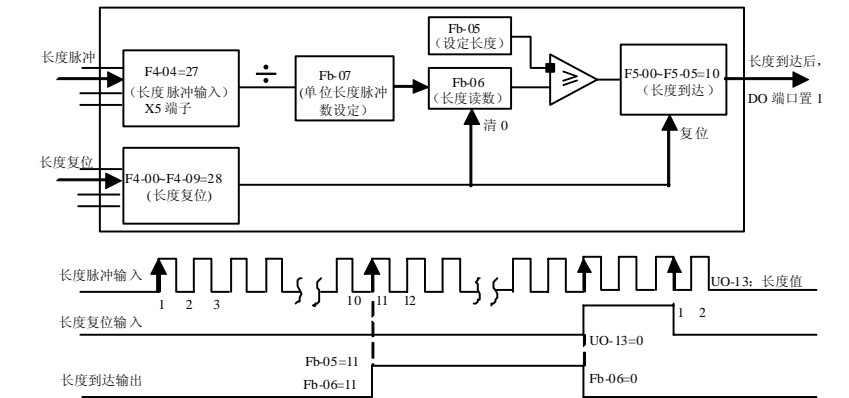 长度脉冲
F4-04=27
（长度脉冲输入）
X5 端子
÷
Fb-07
(单位长度脉冲
数设定）
Fb-05
（设定长度）
Fb-06
（长度读数）
清 0
≥
F5-00~F5-05=10
（长度到达）
复位
长度到达后，
DO 端口置 1
长度复位
F4-00~F4-09=28
(长度复位)
长度脉冲输入
1 2 3 10 11 12
UO-13：长度值
长度复位输入
1 2
UO-13=0
Fb-05=11
长度到达输出
Fb-06=11
Fb-06=0